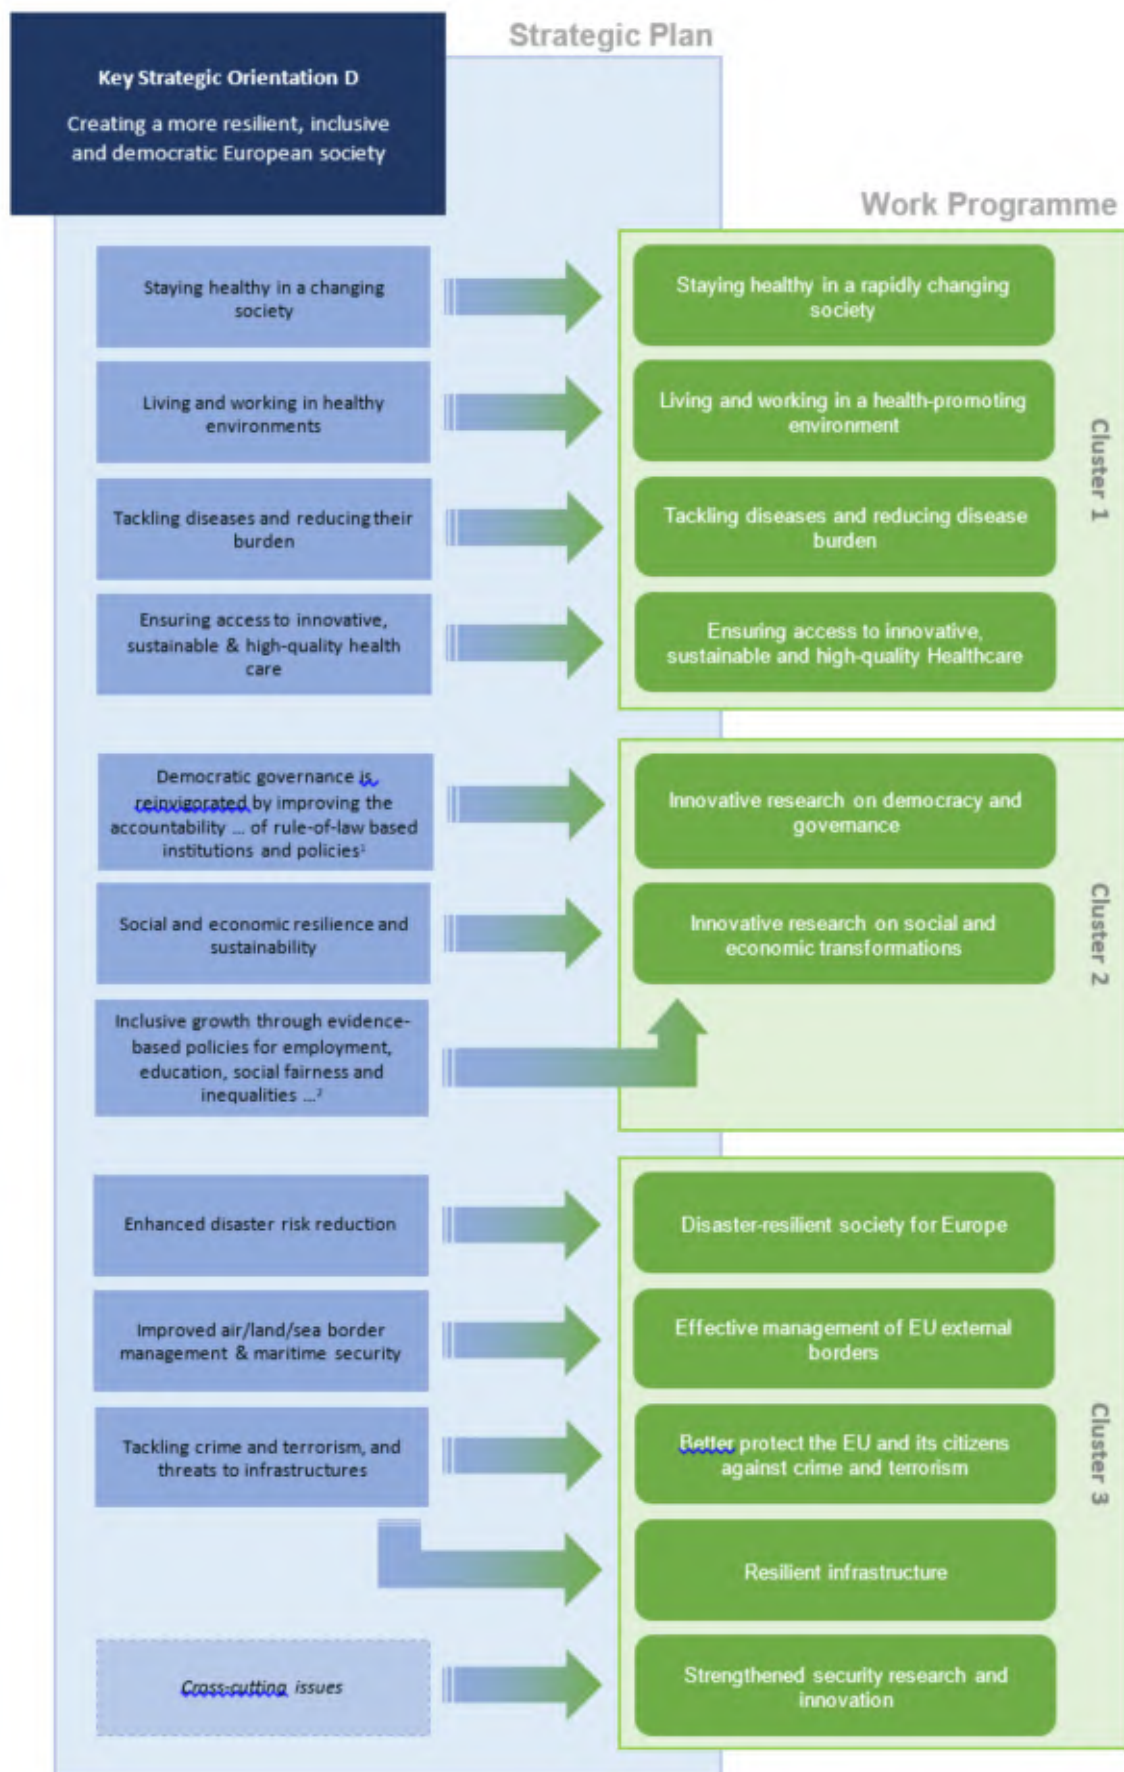 Strategic Plan
Key Strategic Orientation D
Creating a more resilient, inclusive
and democratic European society
Work Programme
Staying healthy in a changing
society
Staying healthy in a rapidly changing
society
Living and working in healthy
environments
Living and working in a health-promoting
environment
Tackling diseases and reducing their
burden
Tackling diseases and reducing disease
burden
Ensuring access to innovative,
sustainable & high-quality health
care
Ensuring access to innovative,
sustainable and high-quality Healthcare
Cluster 1
Democratic governance is
reinvigorated by improving the
accountability ... of rule-of-law based
institutions and policies¹
Innovative research on democracy and
governance
Social and economic resilience and
sustainability
Innovative research on social and
economic transformations
Inclusive growth through evidence-
based policies for employment,
education, social fairness and
inequalities ...²
Cluster 2
Enhanced disaster risk reduction
Disaster-resilient society for Europe
Improved air/land/sea border
management & maritime security
Effective management of EU external
borders
Tackling crime and terrorism, and
threats to infrastructures
Better protect the EU and its citizens
against crime and terrorism
Resilient infrastructure
Cross-cutting issues
Strengthened security research and
innovation
Cluster 3